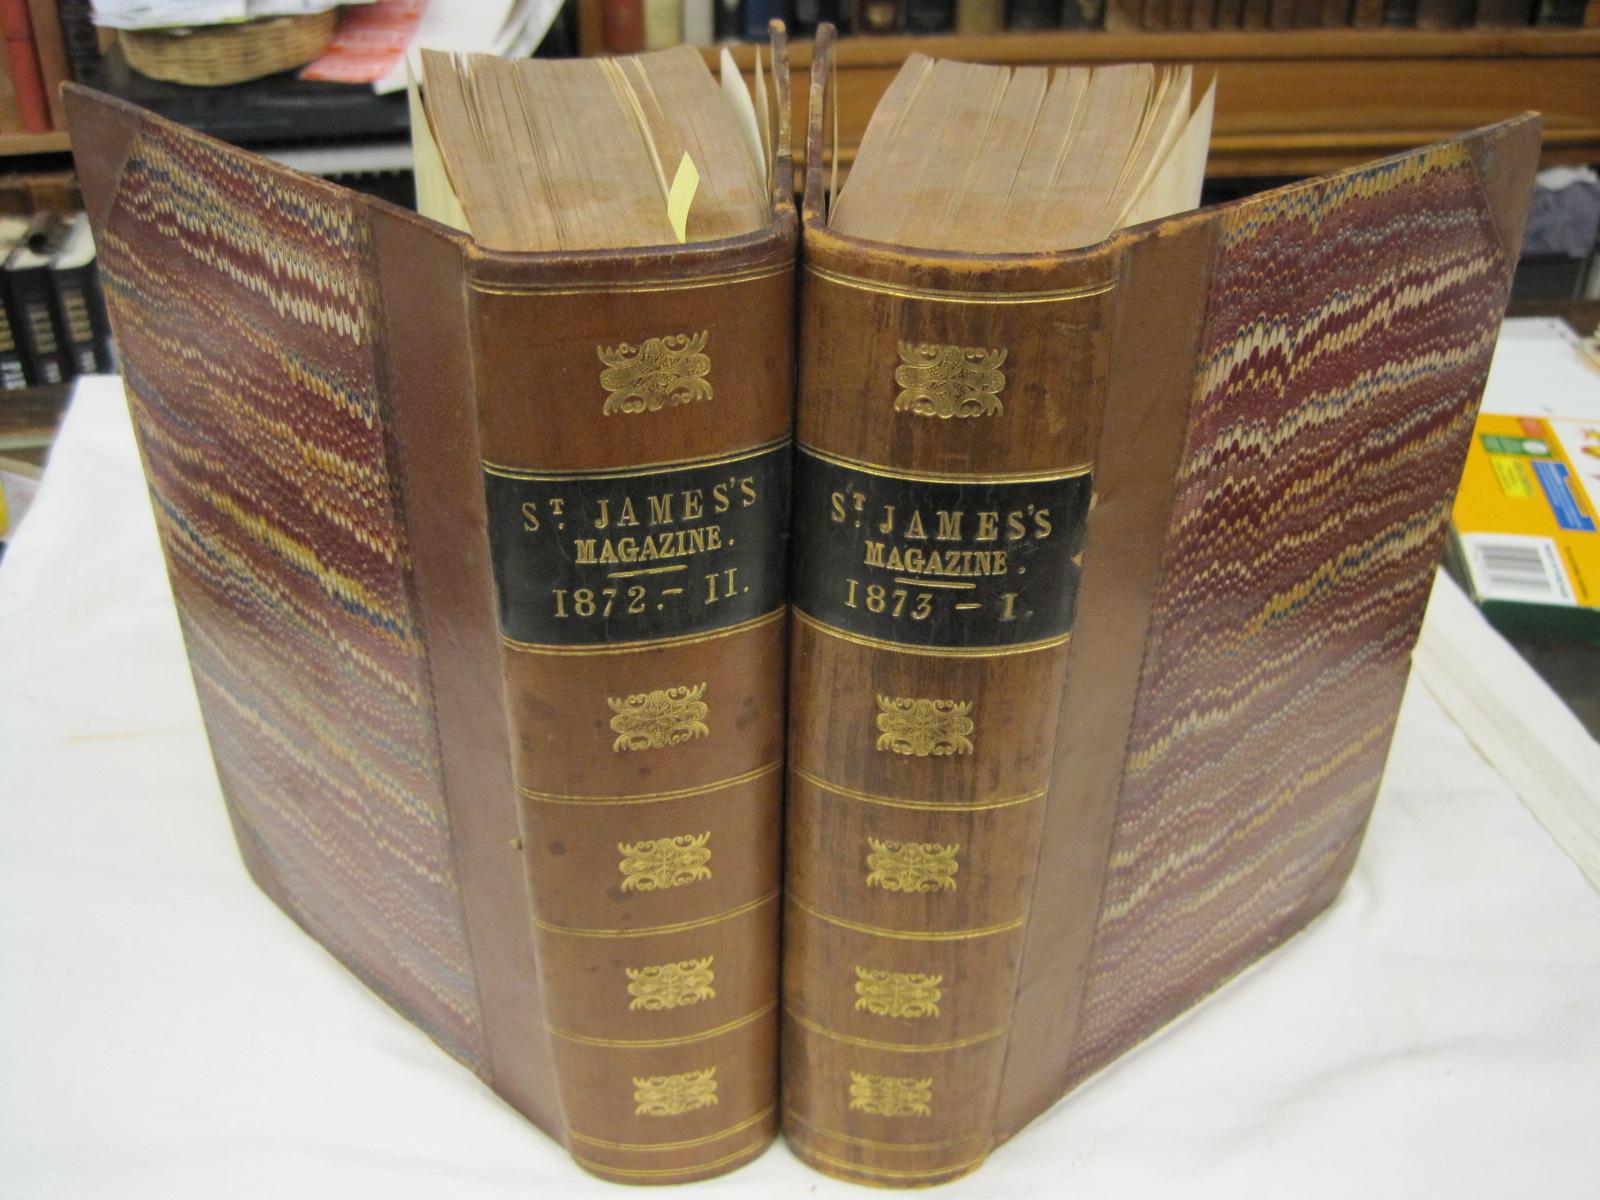 ST. JAMES'S
MAGAZINE.
1872.- II.
ST. JAMES'S
MAGAZINE.
1873 - I.